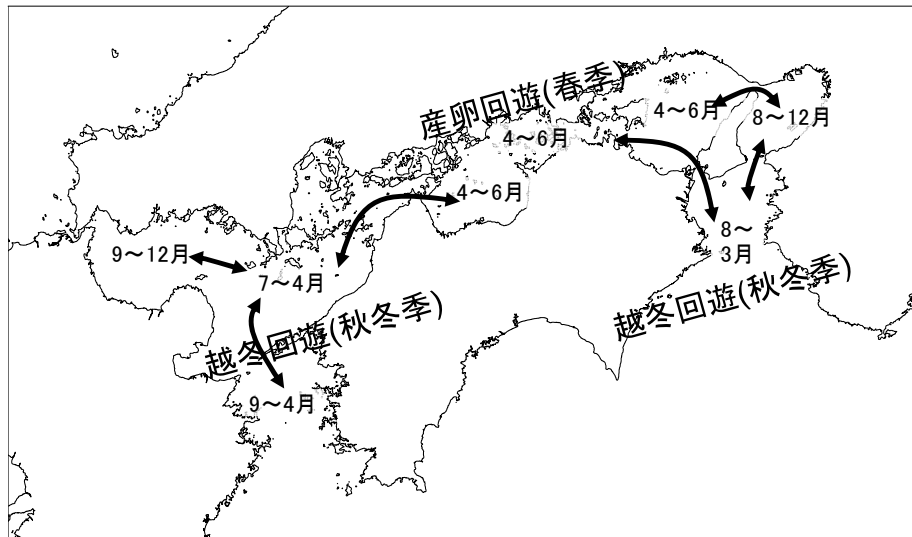 産卵回遊(春季)
4～6月
8～12月
4～6月
4～6月
8～
3月
9～12月
7～4月
越冬回遊(秋冬季)
越冬回遊(秋冬季)
9～4月